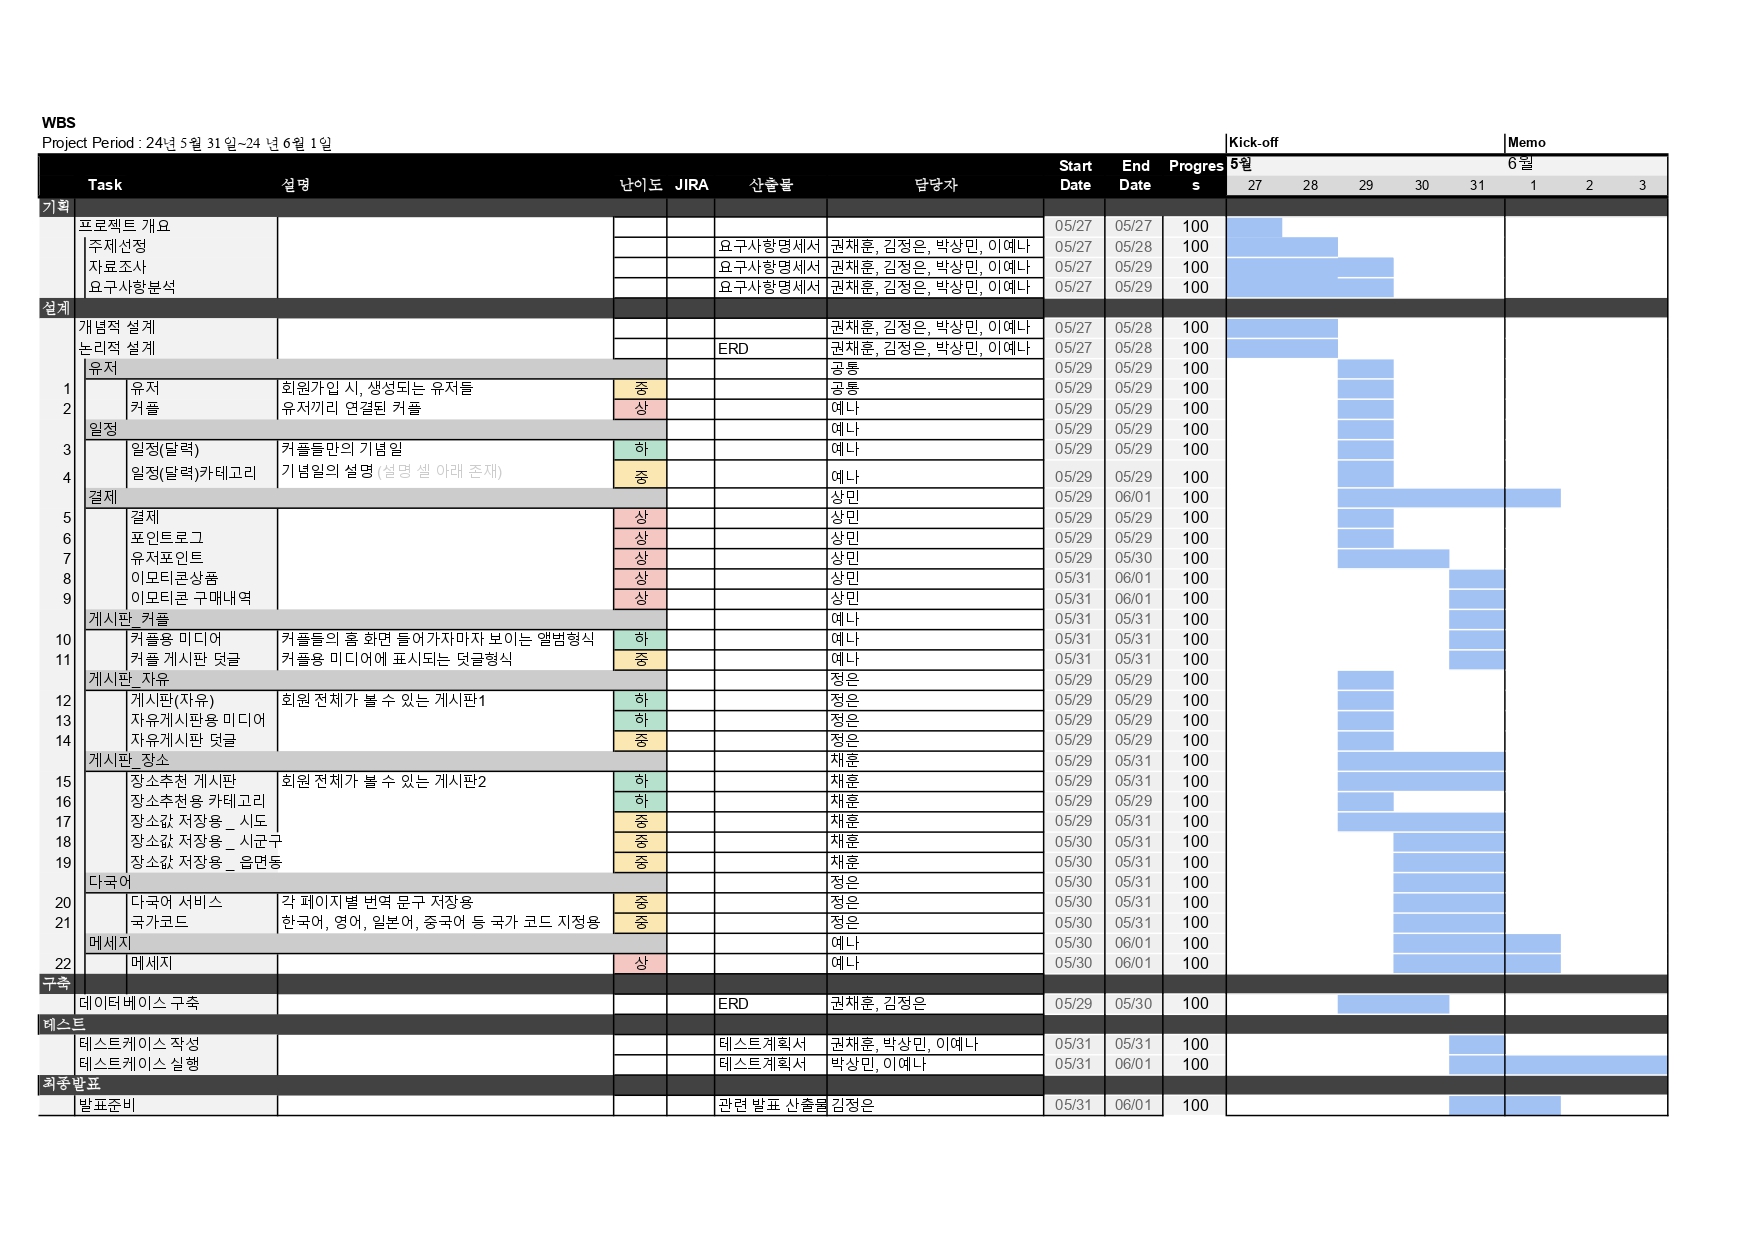 WBS
Project Period : 24년 5월 31일~24 년 6월 1일 Kick-off Memo
Start End Progres 5월 6월
Task 설명 난이도 JIRA 산출물 담당자 Date Date s 27 28 29 30 31 1 2 3
기획
프로젝트 개요 05/27 05/27 100
주제선정 요구사항명세서 권채훈, 김정은, 박상민, 이예나 05/27 05/28 100
자료조사 요구사항명세서 권채훈, 김정은, 박상민, 이예나 05/27 05/29 100
요구사항분석 요구사항명세서 권채훈, 김정은, 박상민, 이예나 05/27 05/29 100
설계
개념적 설계 권채훈, 김정은, 박상민, 이예나 05/27 05/28 100
논리적 설계 ERD 권채훈, 김정은, 박상민, 이예나 05/27 05/28 100
유저 공통 05/29 05/29 100
1 유저 회원가입 시, 생성되는 유저들 중 공통 05/29 05/29 100
2 커플 유저끼리 연결된 커플 상 예나 05/29 05/29 100
일정 예나 05/29 05/29 100
3 일정(달력) 커플들만의 기념일 하 예나 05/29 05/29 100
4 일정(달력)카테고리 기념일의 설명 (설명 셀 아래 존재) 중 예나 05/29 05/29 100
결제 상민 05/29 06/01 100
5 결제 상 상민 05/29 05/29 100
6 포인트로그 상 상민 05/29 05/29 100
7 유저포인트 상 상민 05/29 05/30 100
8 이모티콘상품 상 상민 05/31 06/01 100
9 이모티콘 구매내역 상 상민 05/31 06/01 100
게시판_커플 예나 05/31 05/31 100
10 커플용 미디어 커플들의 홈 화면 들어가자마자 보이는 앨범형식 하 예나 05/31 05/31 100
11 커플 게시판 덧글 커플용 미디어에 표시되는 덧글형식 중 예나 05/31 05/31 100
게시판_자유 정은 05/29 05/29 100
12 게시판(자유) 회원 전체가 볼 수 있는 게시판1 하 정은 05/29 05/29 100
13 자유게시판용 미디어 하 정은 05/29 05/29 100
14 자유게시판 덧글 중 정은 05/29 05/29 100
게시판_장소 채훈 05/29 05/31 100
15 장소추천 게시판 회원 전체가 볼 수 있는 게시판2 하 채훈 05/29 05/31 100
16 장소추천용 카테고리 하 채훈 05/29 05/29 100
17 장소값 저장용 _ 시도 중 채훈 05/29 05/31 100
18 장소값 저장용 _ 시군구 중 채훈 05/30 05/31 100
19 장소값 저장용 _ 읍면동 중 채훈 05/30 05/31 100
다국어 정은 05/30 05/31 100
20 다국어 서비스 각 페이지별 번역 문구 저장용 중 정은 05/30 05/31 100
21 국가코드 한국어, 영어, 일본어, 중국어 등 국가 코드 지정용 중 정은 05/30 05/31 100
메세지 예나 05/30 06/01 100
22 메세지 상 예나 05/30 06/01 100
구축
데이터베이스 구축 ERD 권채훈, 김정은 05/29 05/30 100
테스트
테스트케이스 작성 테스트계획서 권채훈, 박상민, 이예나 05/31 05/31 100
테스트케이스 실행 테스트계획서 박상민, 이예나 05/31 06/01 100
최종발표
발표준비 관련 발표 산출물 김정은 05/31 06/01 100